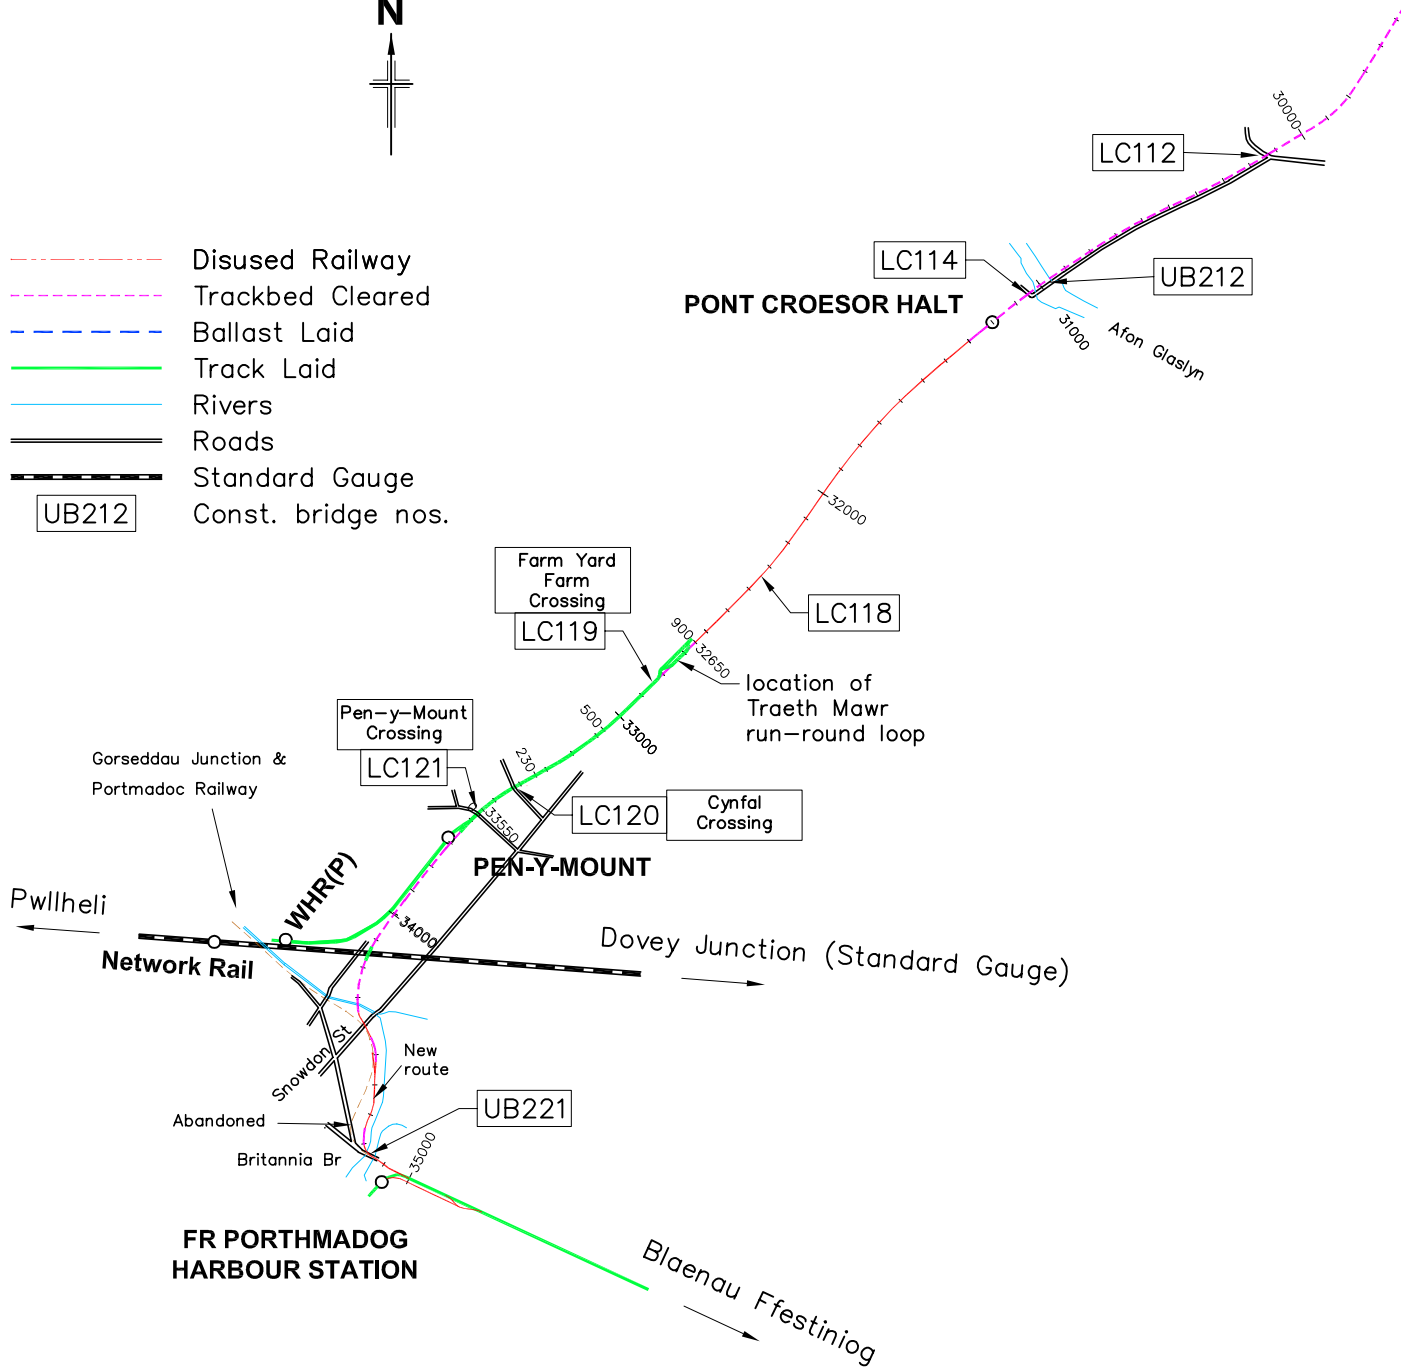 N
30000
LC112
LC114
UB212
PONT CROESOR HALT
31000
Afon Glaslyn
Disused Railway
Trackbed Cleared
Ballast Laid
Track Laid
Rivers
Roads
Standard Gauge
UB212
Const. bridge nos.
32000
Farm Yard
Farm
Crossing
LC119
LC118
900
32650
location of
Traeth Mawr
run-round loop
500
33000
Pen-y-Mount
Crossing
LC121
230
Gorseddau Junction &
Portmadoc Railway
LC120
Cynfal
Crossing
33550
PEN-Y-MOUNT
WHR(P)
Pwllheli
34000
Network Rail
Dovey Junction (Standard Gauge)
Snowdon St
New
route
Abandoned
UB221
Britannia Br
35000
FR PORTHMADOG
HARBOUR STATION
Blaenau Ffestiniog